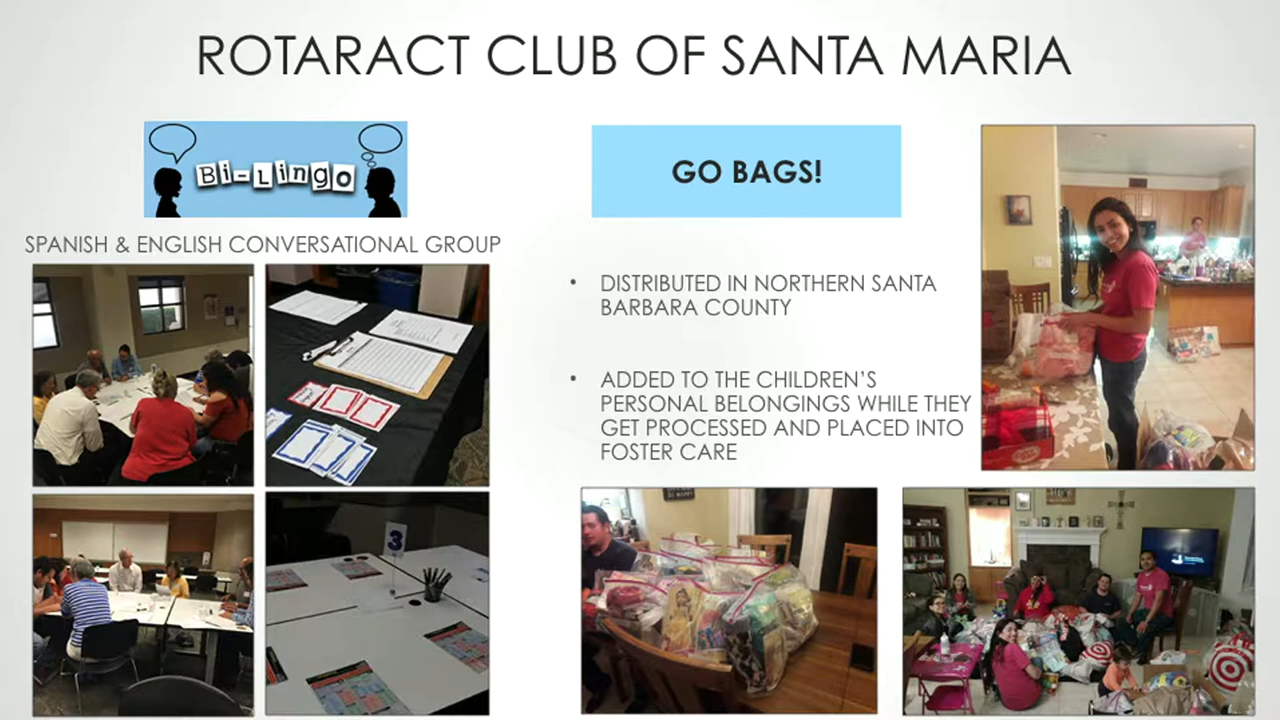 ROTARACT CLUB OF SANTA MARIA
Bi-Lingo
SPANISH & ENGLISH CONVERSATIONAL GROUP
3
GO BAGS!
• DISTRIBUTED IN NORTHERN SANTA
BARBARA COUNTY
• ADDED TO THE CHILDREN'S
PERSONAL BELONGINGS WHILE THEY
GET PROCESSED AND PLACED INTO
FOSTER CARE